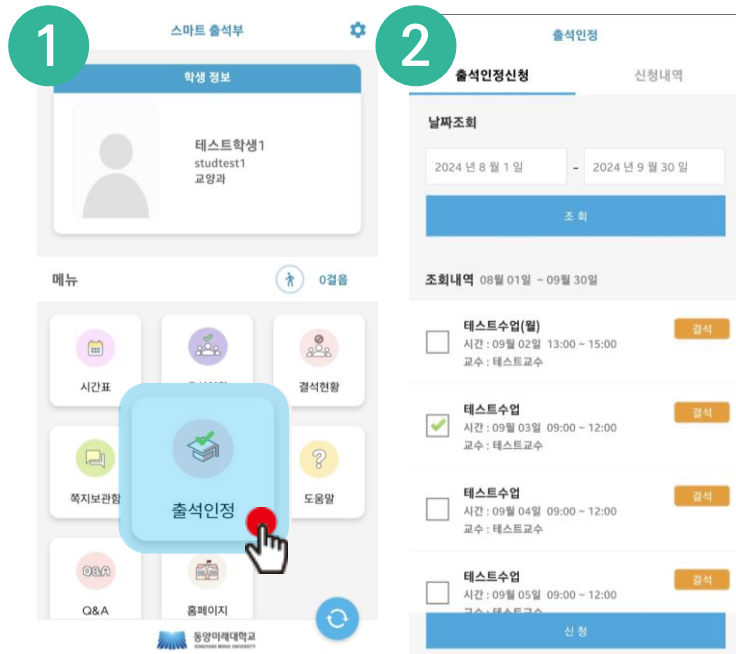 1
스마트 출석부
학생 정보
테스트학생1
studtest1
교양과
메뉴
0걸음
시간표
결석현황
쪽지보관함
출석인정
도움말
Q&A
Q&A
홈페이지
동양미래대학교
DONGYANG MIRAE UNIVERSITY
2
출석인정
출석인정신청
신청내역
날짜조회
2024 년 8 월 1 일 - 2024 년 9 월 30 일
조 회
조회내역 08월 01일 ~ 09월 30일
테스트수업(월)
결석
시간 : 09월 02일 13:00 ~ 15:00
교수 : 테스트교수
테스트수업
결석
시간 : 09월 03일 09:00 ~ 12:00
교수 : 테스트교수
테스트수업
결석
시간 : 09월 04일 09:00 ~ 12:00
교수 : 테스트교수
테스트수업
결석
시간 : 09월 05일 09:00 ~ 12:00
교수 : 테스트교수
신 청